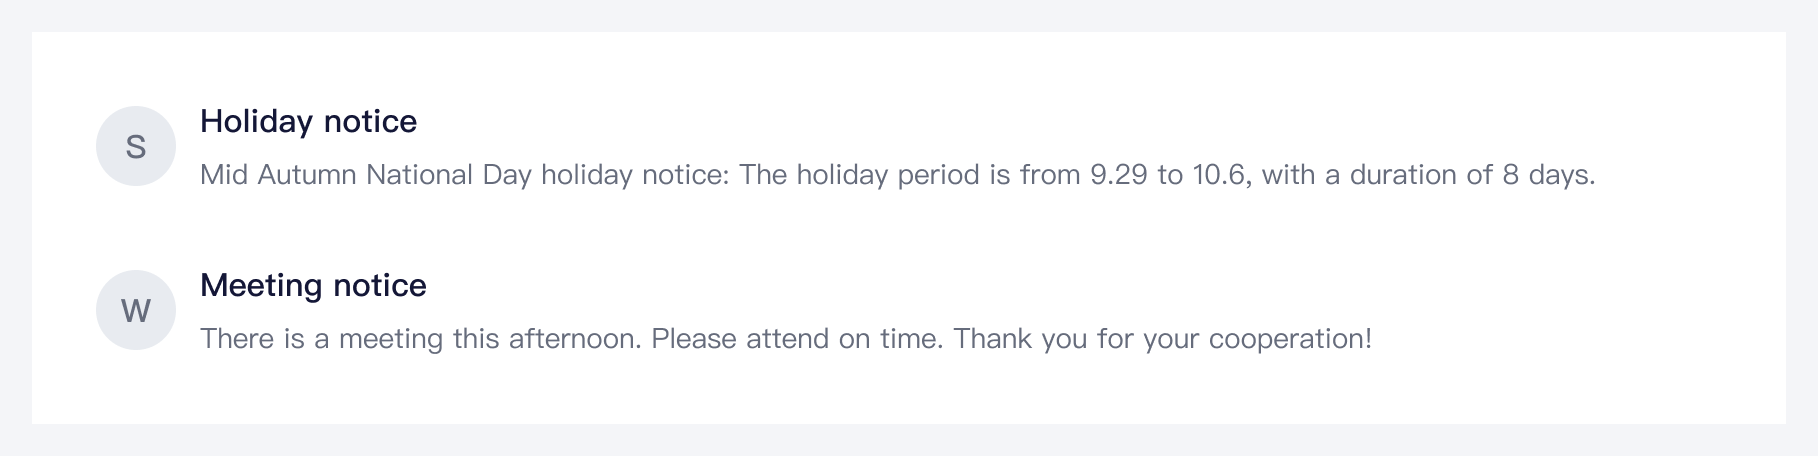 S
Holiday notice
Mid Autumn National Day holiday notice: The holiday period is from 9.29 to 10.6, with a duration of 8 days.
W
Meeting notice
There is a meeting this afternoon. Please attend on time. Thank you for your cooperation!